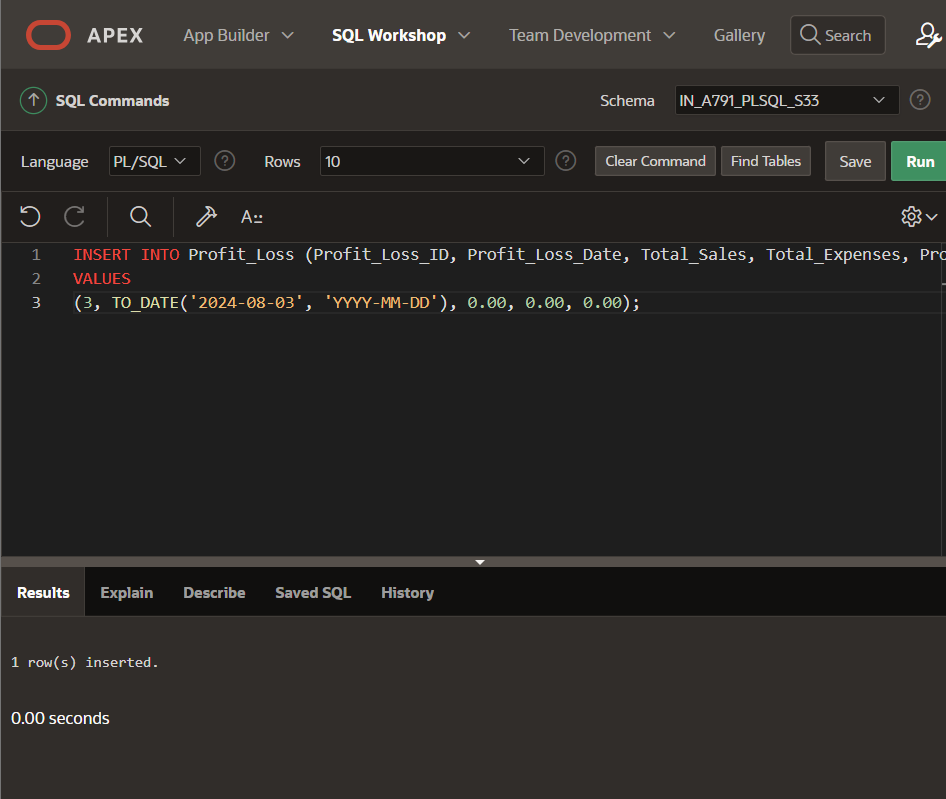 APEX App Builder SQL Workshop Team Development Gallery Search
SQL Commands Schema IN_A791_PLSQL_S33 ?
Language PL/SQL ? Rows 10 ? Clear Command Find Tables Save Run
A::
1 INSERT INTO Profit_Loss (Profit_Loss_ID, Profit_Loss_Date, Total_Sales, Total_Expenses, Pro
2 VALUES
3 (3, TO_DATE('2024-08-03', 'YYYY-MM-DD'), 0.00, 0.00, 0.00);
Results Explain Describe Saved SQL History
1 row(s) inserted.
0.00 seconds